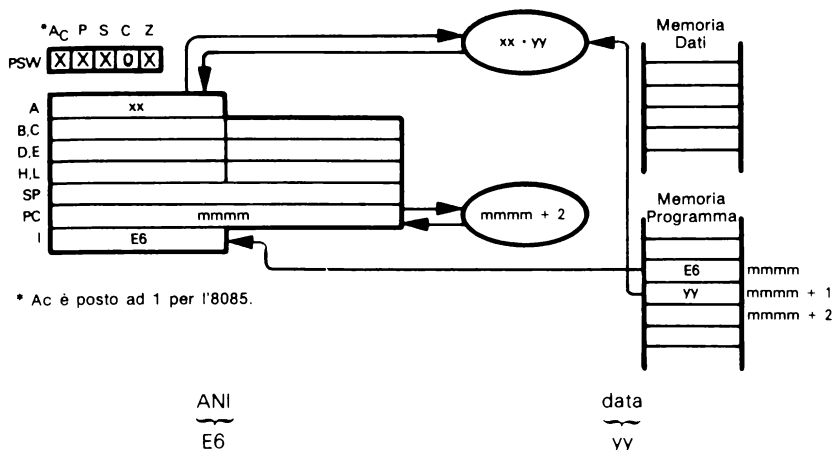 *AC P S C Z
PSW X X X 0 X
xx · yy
Memoria
Dati
A xx
B,C
D,E
H,L
SP
PC mmmm
mmmm + 2
I E6
Memoria
Programma
E6 mmmm
yy mmmm + 1
mmmm + 2
* Ac è posto ad 1 per l'8085.
ANI data
E6 yy